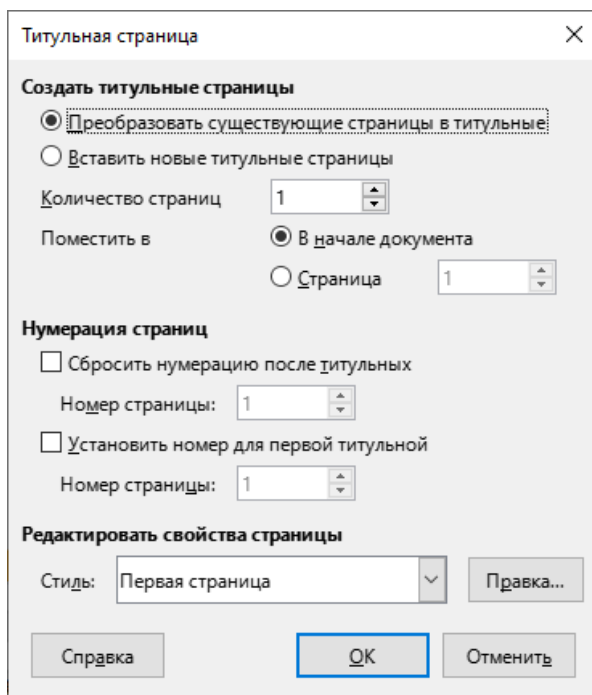 Титульная страница
Создать титульные страницы
Преобразовать существующие страницы в титульные
Вставить новые титульные страницы
Количество страниц 1
Поместить в В начале документа
Страница 1
Нумерация страниц
Сбросить нумерацию после титульных
Номер страницы: 1
Установить номер для первой титульной
Номер страницы: 1
Редактировать свойства страницы
Стиль: Первая страница Правка...
Справка OK Отменить